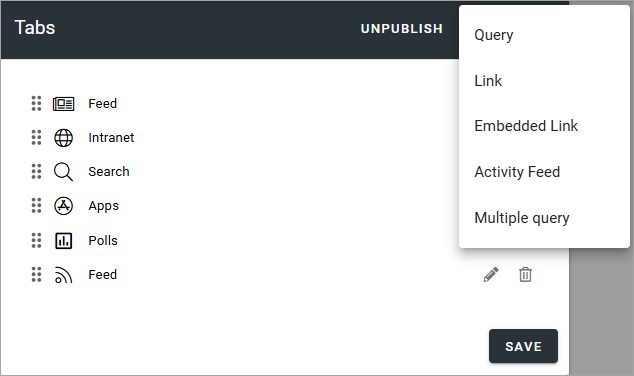 Tabs
UNPUBLISH
Query
Link
Embedded Link
Activity Feed
Multiple query
Feed
Intranet
Search
Apps
Polls
Feed
SAVE